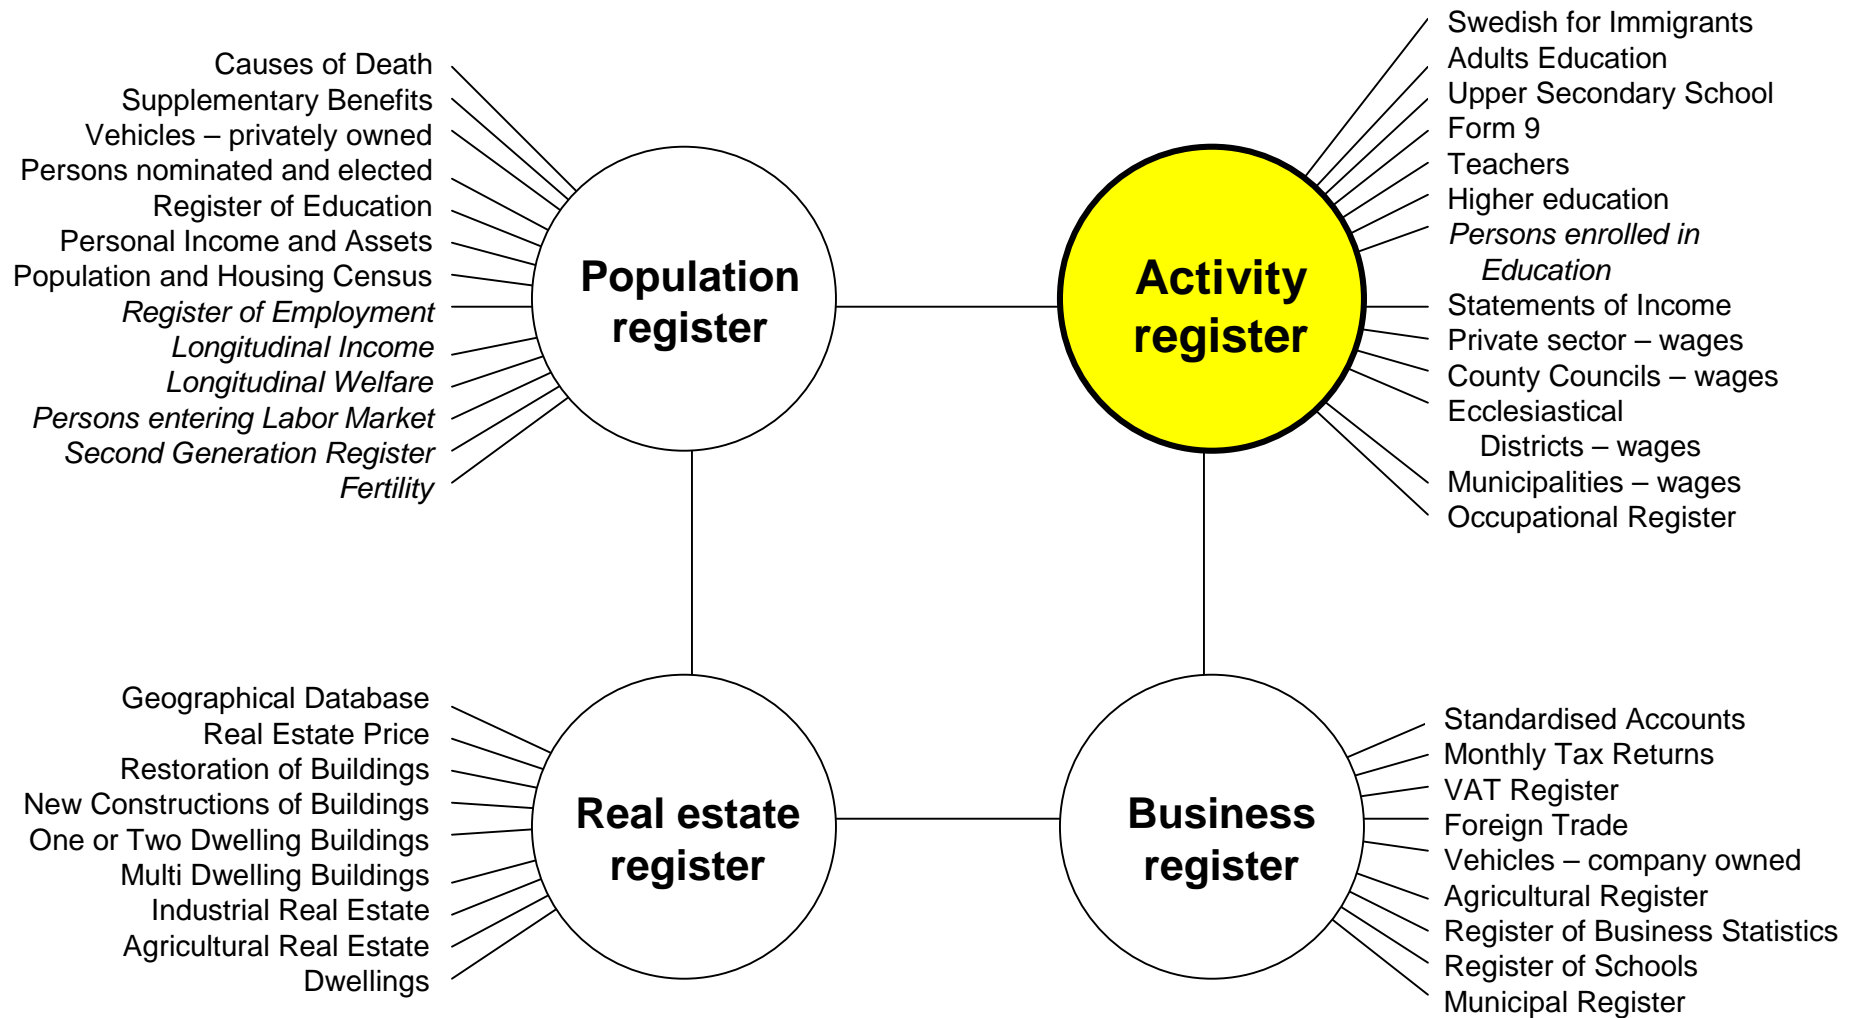 Causes of Death
Supplementary Benefits
Vehicles – privately owned
Persons nominated and elected
Register of Education
Personal Income and Assets
Population and Housing Census
Register of Employment
Longitudinal Income
Longitudinal Welfare
Persons entering Labor Market
Second Generation Register
Fertility
Population
register
Activity
register
Swedish for Immigrants
Adults Education
Upper Secondary School
Form 9
Teachers
Higher education
Persons enrolled in
Education
Statements of Income
Private sector – wages
County Councils – wages
Ecclesiastical
Districts – wages
Municipalities – wages
Occupational Register
Geographical Database
Real Estate Price
Restoration of Buildings
New Constructions of Buildings
One or Two Dwelling Buildings
Multi Dwelling Buildings
Industrial Real Estate
Agricultural Real Estate
Dwellings
Real estate
register
Business
register
Standardised Accounts
Monthly Tax Returns
VAT Register
Foreign Trade
Vehicles – company owned
Agricultural Register
Register of Business Statistics
Register of Schools
Municipal Register